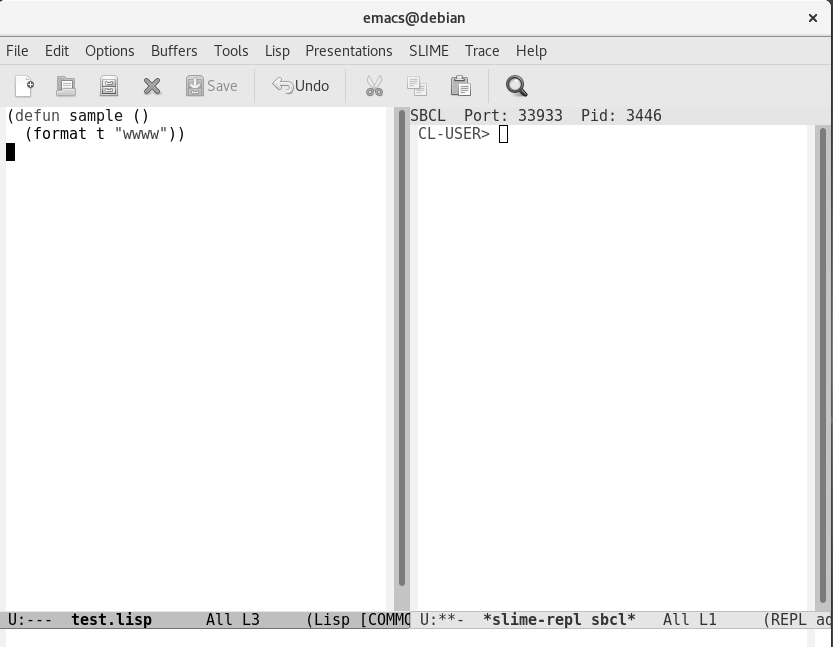 emacs@debian
File Edit Options Buffers Tools Lisp Presentations SLIME Trace Help
Save Undo
(defun sample ()
  (format t "wwww"))
SBCL  Port: 33933  Pid: 3446
CL-USER>
U:---  test.lisp      All L3     (Lisp [COMMO
U:**-  *slime-repl sbcl*   All L1     (REPL ad